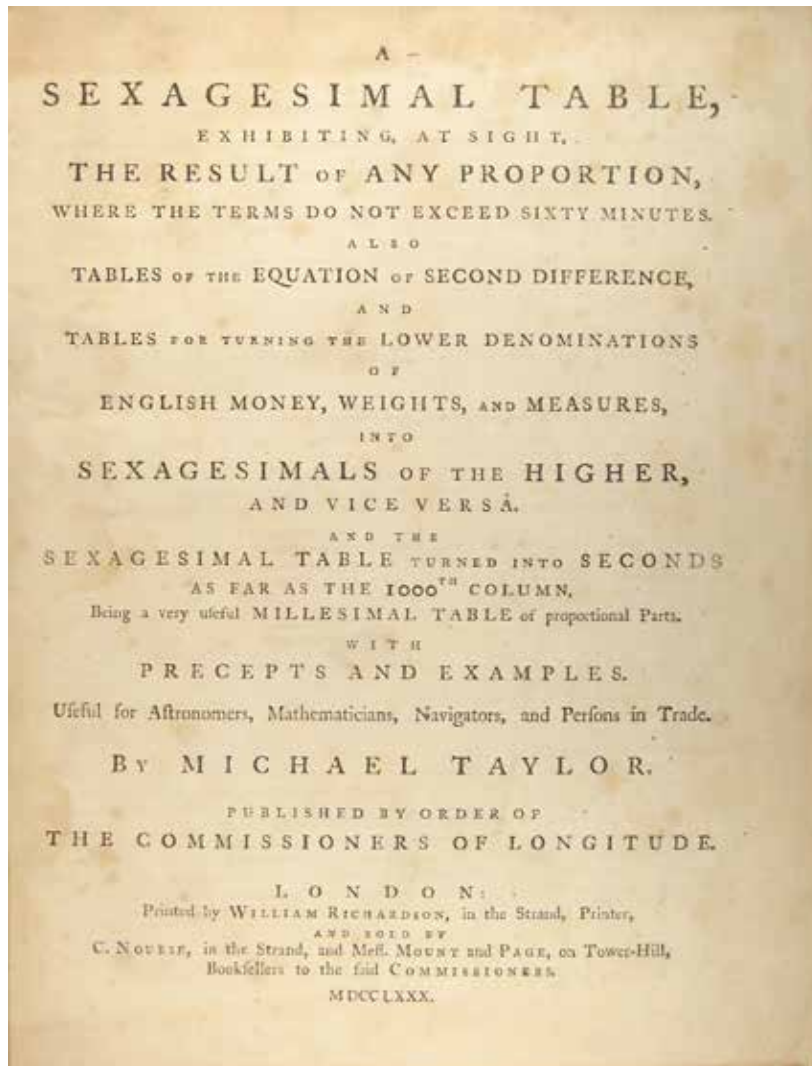 A
SEXAGESIMAL TABLE,
EXHIBITING, AT SIGHT,
THE RESULT OF ANY PROPORTION,
WHERE THE TERMS DO NOT EXCEED SIXTY MINUTES.
ALSO
TABLES OF THE EQUATION OF SECOND DIFFERENCE,
AND
TABLES FOR TURNING THE LOWER DENOMINATIONS
OF
ENGLISH MONEY, WEIGHTS, AND MEASURES,
INTO
SEXAGESIMALS OF THE HIGHER,
AND VICE VERSÂ.
AND THE
SEXAGESIMAL TABLE TURNED INTO SECONDS
AS FAR AS THE 1000TH COLUMN,
Being a very uſeful MILLESIMAL TABLE of proportional Parts.
WITH
PRECEPTS AND EXAMPLES.
Uſeful for Aſtronomers, Mathematicians, Navigators, and Perſons in Trade.
BY MICHAEL TAYLOR.
PUBLISHED BY ORDER OF
THE COMMISSIONERS OF LONGITUDE.
LONDON:
Printed by WILLIAM RICHARDSON, in the Strand, Printer,
AND SOLD BY
C. NOURSE, in the Strand, and Meſſ. MOUNT and PAGE, on Tower-Hill,
Bookſellers to the ſaid COMMISSIONERS.
MDCCLXXX.